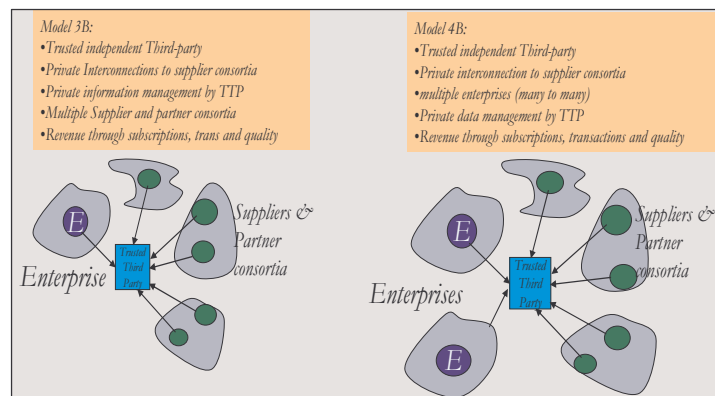 Model 3B:
•Trusted independent Third-party
•Private Interconnections to supplier consortia
•Private information management by TTP
•Multiple Supplier and partner consortia
•Revenue through subscriptions, trans and quality
E
Suppliers &
Partner
consortia
Trusted
Third
Party
Enterprise
Model 4B:
•Trusted independent Third-party
•Private interconnection to supplier consortia
•multiple enterprises (many to many)
•Private data management by TTP
•Revenue through subscriptions, transactions and quality
E
Suppliers &
Partner
consortia
Trusted
Third
Party
Enterprises
E